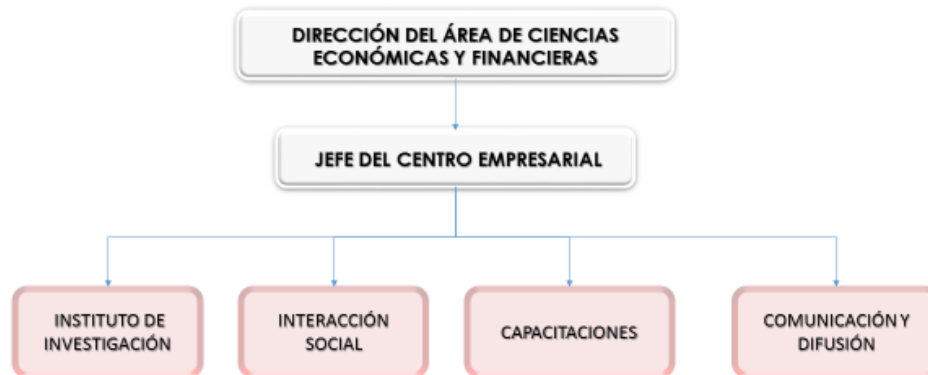 DIRECCIÓN DEL ÁREA DE CIENCIAS
ECONÓMICAS Y FINANCIERAS
JEFE DEL CENTRO EMPRESARIAL
INSTITUTO DE
INVESTIGACIÓN
INTERACCIÓN
SOCIAL
CAPACITACIONES
COMUNICACIÓN Y
DIFUSIÓN